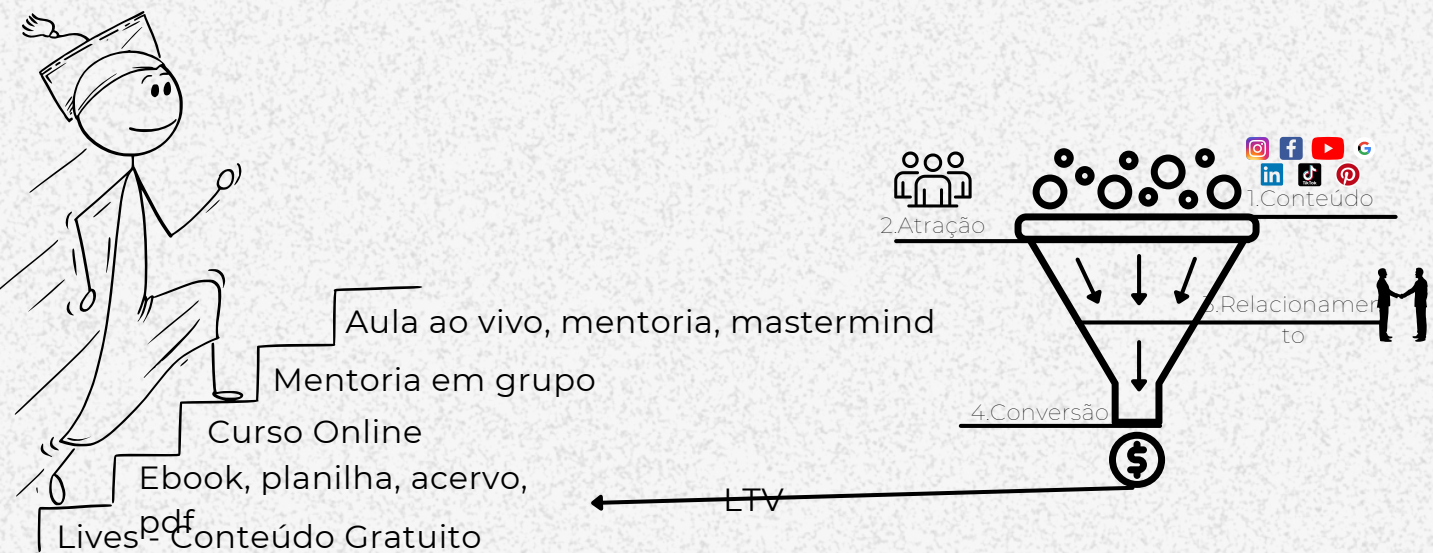 1.Conteúdo
2.Atração
3.Relacionamen
to
4.Conversão
LTV
Aula ao vivo, mentoria, mastermind
Mentoria em grupo
Curso Online
Ebook, planilha, acervo,
pdf
Lives - Conteúdo Gratuito